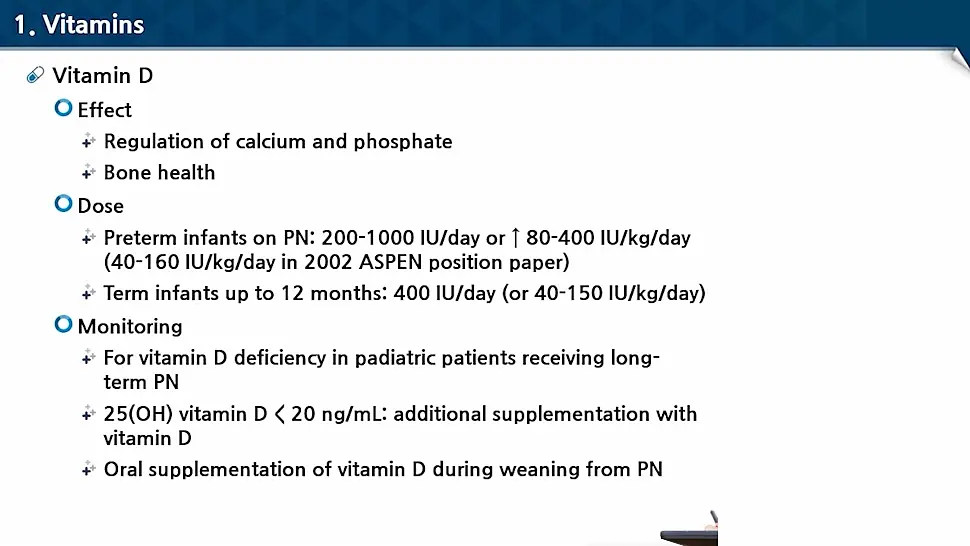 1. Vitamins
Vitamin D
Effect
Regulation of calcium and phosphate
Bone health
Dose
Preterm infants on PN: 200-1000 IU/day or ↑80-400 IU/kg/day
(40-160 IU/kg/day in 2002 ASPEN position paper)
Term infants up to 12 months: 400 IU/day (or 40-150 IU/kg/day)
Monitoring
For vitamin D deficiency in padiatric patients receiving long-
term PN
25(OH) vitamin D < 20 ng/mL: additional supplementation with
vitamin D
Oral supplementation of vitamin D during weaning from PN